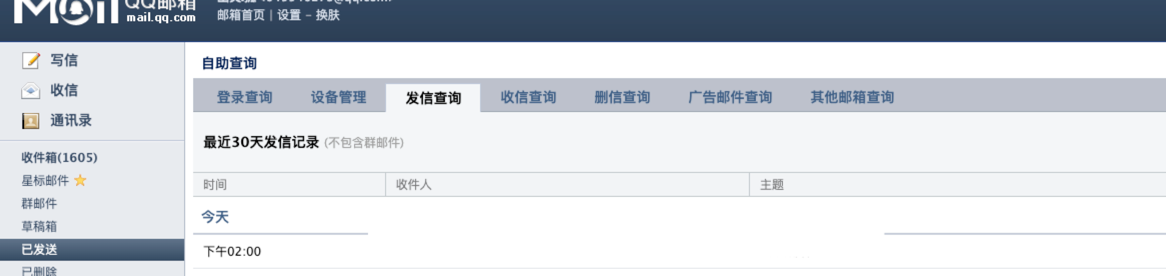 Mail QQ邮箱
mail.qq.com
邮箱首页 | 设置 - 换肤
写信
收信
通讯录
收件箱(1605)
星标邮件
群邮件
草稿箱
已发送
已删除
自助查询
登录查询 设备管理 发信查询 收信查询 删信查询 广告邮件查询 其他邮箱查询
最近30天发信记录 (不包含群邮件)
时间 收件人 主题
今天
下午02:00